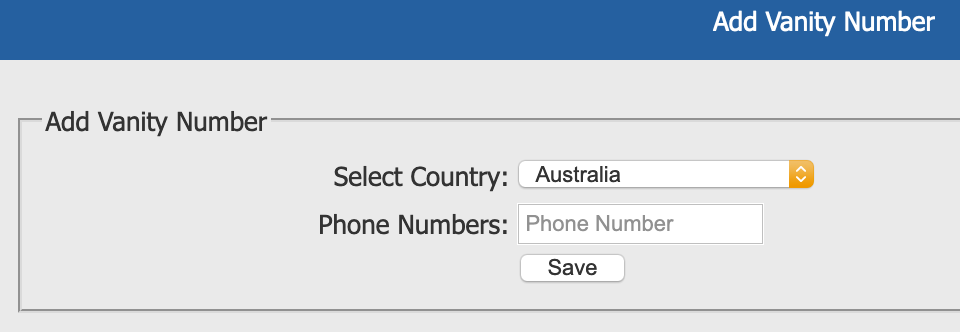 Add Vanity Number
Add Vanity Number
Select Country: Australia
Phone Numbers: Phone Number
Save